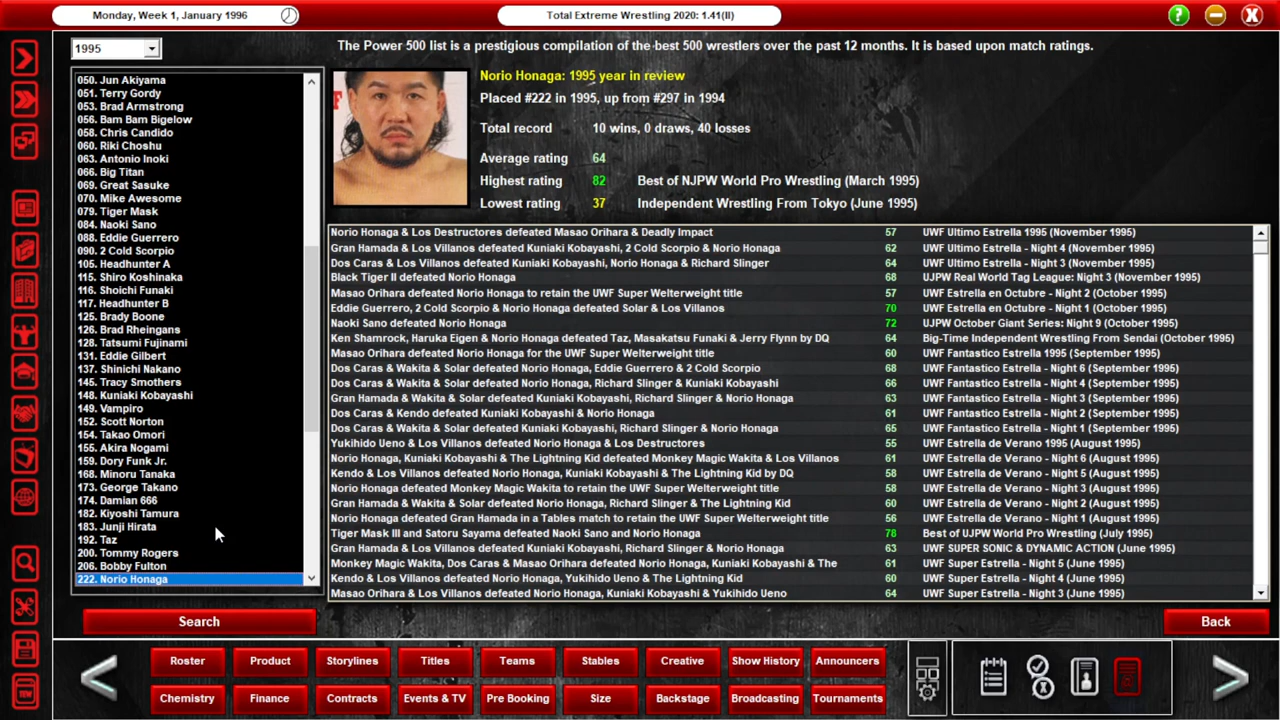 Monday, Week 1, January 1996
Total Extreme Wrestling 2020: 1.41(II)
1995
The Power 500 list is a prestigious compilation of the best 500 wrestlers over the past 12 months. It is based upon match ratings.
050. Jun Akiyama
051. Terry Gordy
053. Brad Armstrong
056. Bam Bam Bigelow
058. Chris Candido
060. Riki Choshu
063. Antonio Inoki
066. Big Titan
069. Great Sasuke
070. Mike Awesome
079. Tiger Mask
084. Naoki Sano
088. Eddie Guerrero
090. 2 Cold Scorpio
105. Headhunter A
115. Shiro Koshinaka
116. Shoichi Funaki
117. Headhunter B
125. Brady Boone
126. Brad Rheingans
128. Tatsumi Fujinami
131. Eddie Gilbert
137. Shinichi Nakano
145. Tracy Smothers
148. Kuniaki Kobayashi
149. Vampiro
152. Scott Norton
154. Takao Omori
155. Akira Nogami
159. Dory Funk Jr.
168. Minoru Tanaka
173. George Takano
174. Damian 666
182. Kiyoshi Tamura
183. Junji Hirata
192. Taz
200. Tommy Rogers
206. Bobby Fulton
222. Norio Honaga
Search
Norio Honaga: 1995 year in review
Placed #222 in 1995, up from #297 in 1994
Total record 10 wins, 0 draws, 40 losses
Average rating 64
Highest rating 82 Best of NJPW World Pro Wrestling (March 1995)
Lowest rating 37 Independent Wrestling From Tokyo (June 1995)
Norio Honaga & Los Destructores defeated Masao Orihara & Deadly Impact 57 UWF Ultimo Estrella 1995 (November 1995)
Gran Hamada & Los Villanos defeated Kuniaki Kobayashi, 2 Cold Scorpio & Norio Honaga 62 UWF Ultimo Estrella - Night 4 (November 1995)
Dos Caras & Los Villanos defeated Kuniaki Kobayashi, Norio Honaga & Richard Slinger 64 UWF Ultimo Estrella - Night 3 (November 1995)
Black Tiger II defeated Norio Honaga 68 UJPW Real World Tag League: Night 3 (November 1995)
Masao Orihara defeated Norio Honaga to retain the UWF Super Welterweight title 57 UWF Estrella en Octubre - Night 2 (October 1995)
Eddie Guerrero, 2 Cold Scorpio & Norio Honaga defeated Solar & Los Villanos 70 UWF Estrella en Octubre - Night 1 (October 1995)
Naoki Sano defeated Norio Honaga 72 UJPW October Giant Series: Night 9 (October 1995)
Ken Shamrock, Haruka Eigen & Norio Honaga defeated Taz, Masakatsu Funaki & Jerry Flynn by DQ 64 Big-Time Independent Wrestling From Sendai (October 1995)
Masao Orihara defeated Norio Honaga for the UWF Super Welterweight title 60 UWF Fantastico Estrella 1995 (September 1995)
Dos Caras & Wakita & Solar defeated Norio Honaga, Eddie Guerrero & 2 Cold Scorpio 68 UWF Fantastico Estrella - Night 6 (September 1995)
Dos Caras & Los Villanos defeated Norio Honaga, Richard Slinger & Kuniaki Kobayashi 66 UWF Fantastico Estrella - Night 4 (September 1995)
Gran Hamada & Wakita & Solar defeated Kuniaki Kobayashi, Richard Slinger & Norio Honaga 63 UWF Fantastico Estrella - Night 3 (September 1995)
Dos Caras & Kendo defeated Kuniaki Kobayashi & Norio Honaga 61 UWF Fantastico Estrella - Night 2 (September 1995)
Dos Caras & Wakita & Solar defeated Kuniaki Kobayashi, Richard Slinger & Norio Honaga 65 UWF Fantastico Estrella - Night 1 (September 1995)
Yukihido Ueno & Los Villanos defeated Norio Honaga & Los Destructores 55 UWF Estrella de Verano 1995 (August 1995)
Norio Honaga, Kuniaki Kobayashi & The Lightning Kid defeated Monkey Magic Wakita & Los Villanos 61 UWF Estrella de Verano - Night 6 (August 1995)
Kendo & Los Villanos defeated Norio Honaga, Kuniaki Kobayashi & The Lightning Kid by DQ 58 UWF Estrella de Verano - Night 5 (August 1995)
Norio Honaga defeated Monkey Magic Wakita to retain the UWF Super Welterweight title 58 UWF Estrella de Verano - Night 3 (August 1995)
Gran Hamada & Wakita & Solar defeated Norio Honaga, Richard Slinger & The Lightning Kid 60 UWF Estrella de Verano - Night 2 (August 1995)
Norio Honaga defeated Gran Hamada in a Tables match to retain the UWF Super Welterweight title 56 UWF Estrella de Verano - Night 1 (August 1995)
Tiger Mask III and Satoru Sayama defeated Naoki Sano and Norio Honaga 78 Best of UJPW World Pro Wrestling (July 1995)
Gran Hamada & Los Villanos defeated Kuniaki Kobayashi, Richard Slinger & Norio Honaga 63 UWF SUPER SONIC & DYNAMIC ACTION (June 1995)
Monkey Magic Wakita, Dos Caras & Masao Orihara defeated Norio Honaga, Kuniaki Kobayashi & The 61 UWF Super Estrella - Night 5 (June 1995)
Kendo & Los Villanos defeated Norio Honaga, Yukihido Ueno & The Lightning Kid 60 UWF Super Estrella - Night 4 (June 1995)
Masao Orihara & Los Villanos defeated Norio Honaga, Kuniaki Kobayashi & Yukihido Ueno 64 UWF Super Estrella - Night 3 (June 1995)
Back
Roster Product Storylines Titles Teams Stables Creative Show History Announcers
Chemistry Finance Contracts Events & TV Pre Booking Size Backstage Broadcasting Tournaments
TEW